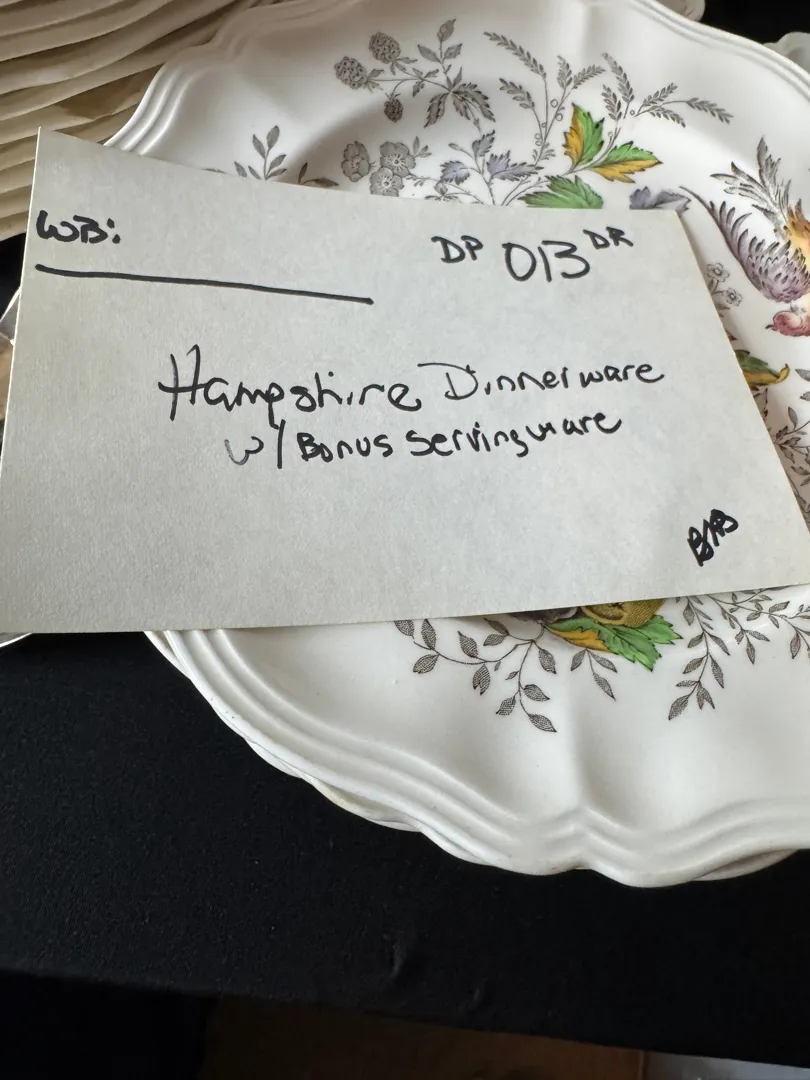 WB:
DP 013 DR
Hampshire Dinnerware
w/ Bonus Servingware